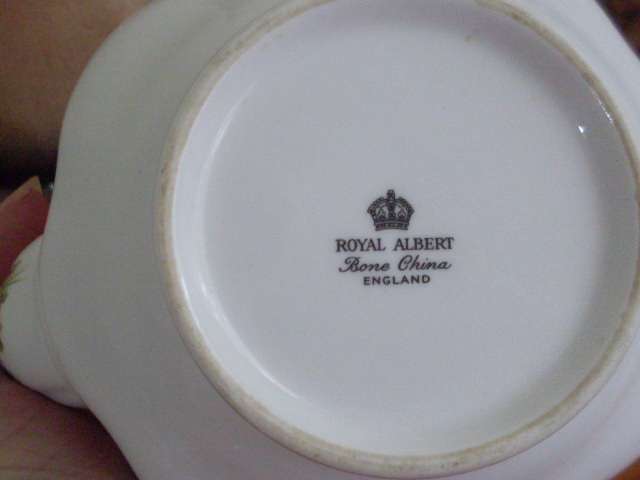 ROYAL ALBERT
Bone China
ENGLAND